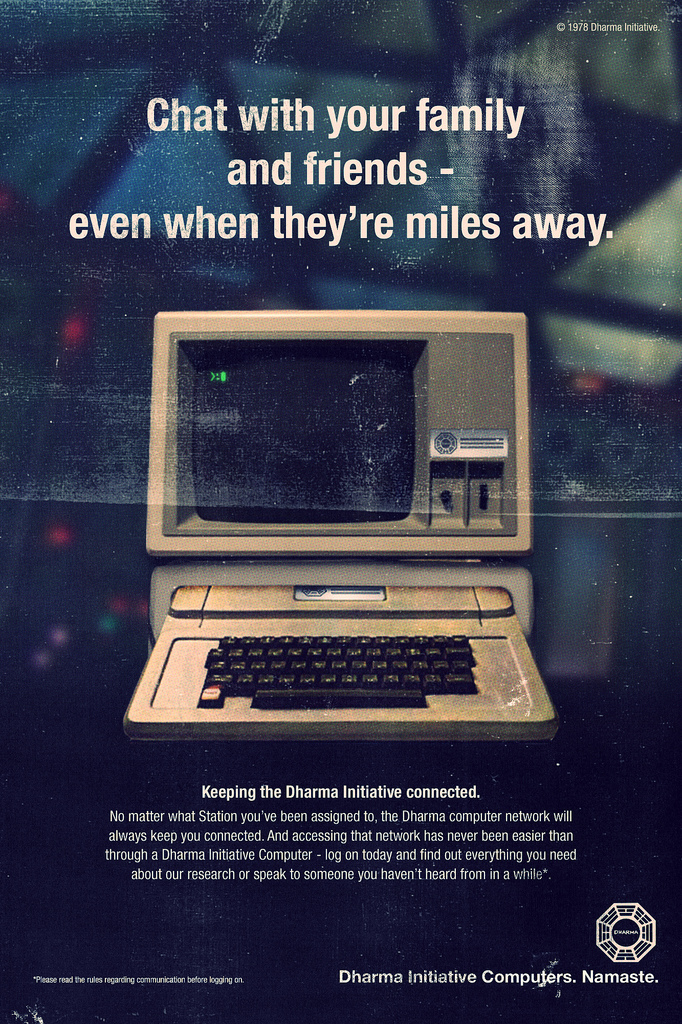 © 1978 Dharma Initiative.
Chat with your family
and friends -
even when they're miles away.
>:
Keeping the Dharma Initiative connected.
No matter what Station you've been assigned to, the Dharma computer network will
always keep you connected. And accessing that network has never been easier than
through a Dharma Initiative Computer - log on today and find out everything you need
about our research or speak to someone you haven't heard from in a while*.
DHARMA
*Please read the rules regarding communication before logging on.
Dharma Initiative Computers. Namaste.